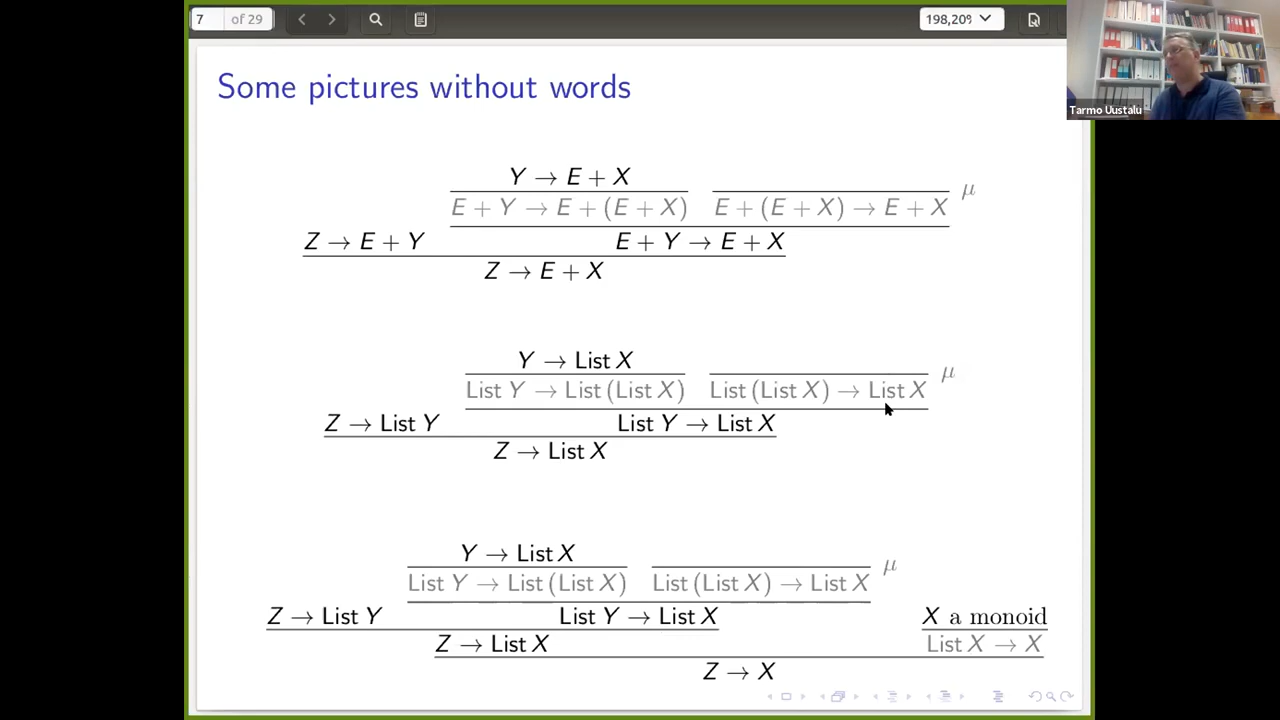 7 of 29 198,20%
Tarmo Uustalu
Some pictures without words
Y → E + X
E + Y → E + (E + X) E + (E + X) → E + X μ
Z → E + Y E + Y → E + X
Z → E + X
Y → List X
List Y → List (List X) List (List X) → List X μ
Z → List Y List Y → List X
Z → List X
Y → List X
List Y → List (List X) List (List X) → List X μ
Z → List Y List Y → List X X a monoid
Z → List X List X → X
Z → X